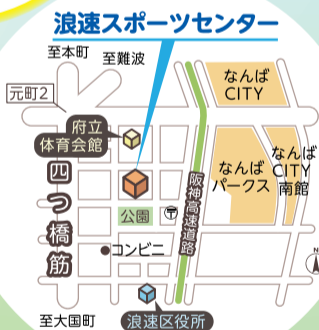 浪速スポーツセンター
至本町
至難波
元町2
なんば
CITY
府立
体育会館
なんば
パークス
なんば
CITY
南館
四つ橋筋
阪神高速道路
公園
〒
コンビニ
N
至大国町
浪速区役所